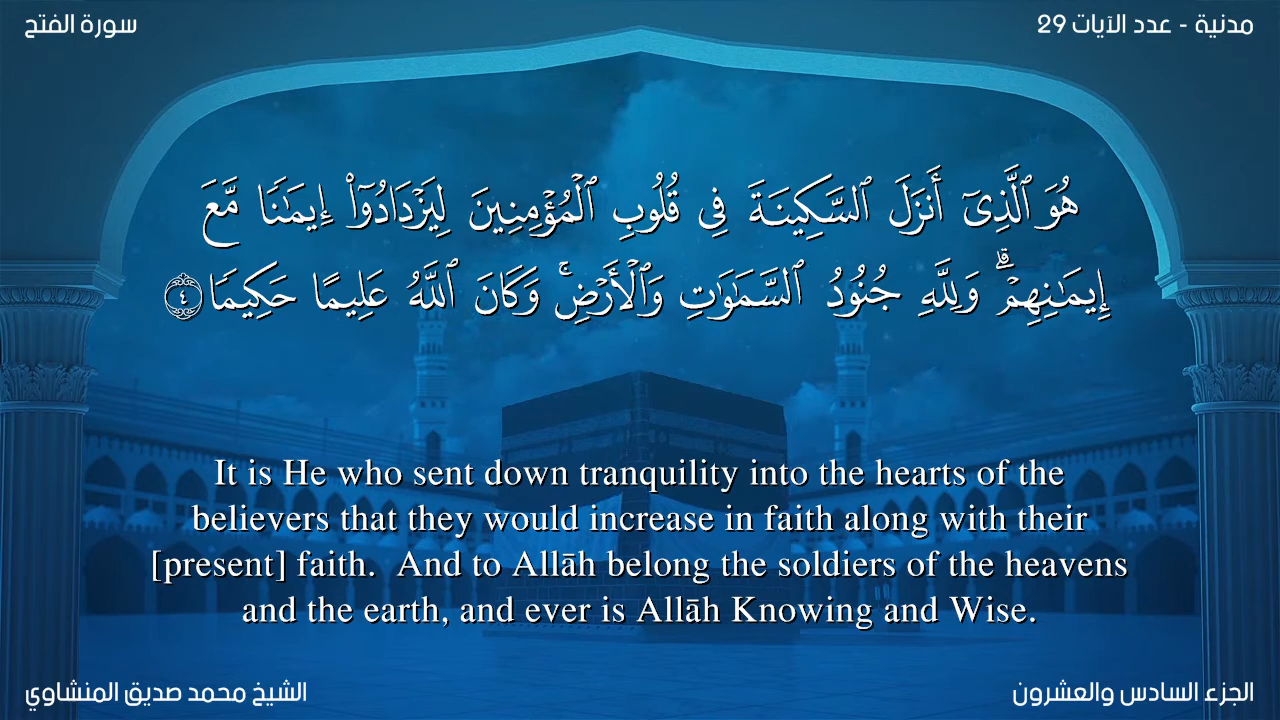 مدنية - عدد الآيات 29
سورة الفتح
هُوَ ٱلَّذِىٓ أَنزَلَ ٱلسَّكِينَةَ فِى قُلُوبِ ٱلْمُؤْمِنِينَ لِيَزْدَادُوٓا۟ إِيمَـٰنًا مَّعَ
إِيمَـٰنِهِمْ ۗ وَلِلَّهِ جُنُودُ ٱلسَّمَـٰوَٰتِ وَٱلْأَرْضِ ۚ وَكَانَ ٱللَّهُ عَلِيمًا حَكِيمًا ٤
It is He who sent down tranquility into the hearts of the
believers that they would increase in faith along with their
[present] faith.  And to Allāh belong the soldiers of the heavens
and the earth, and ever is Allāh Knowing and Wise.
الجزء السادس والعشرون
الشيخ محمد صديق المنشاوي